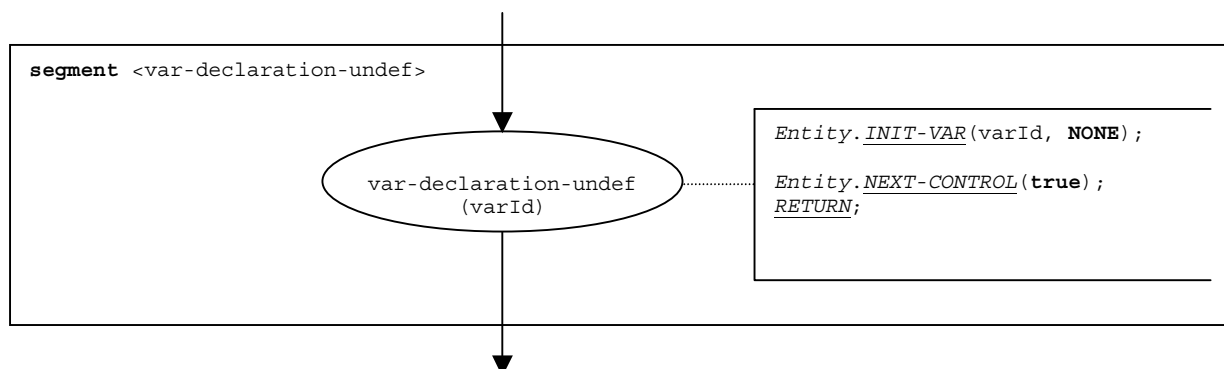 segment <var-declaration-undef>
var-declaration-undef
(varId)
Entity.INIT-VAR(varId, NONE);
Entity.NEXT-CONTROL(true);
RETURN;